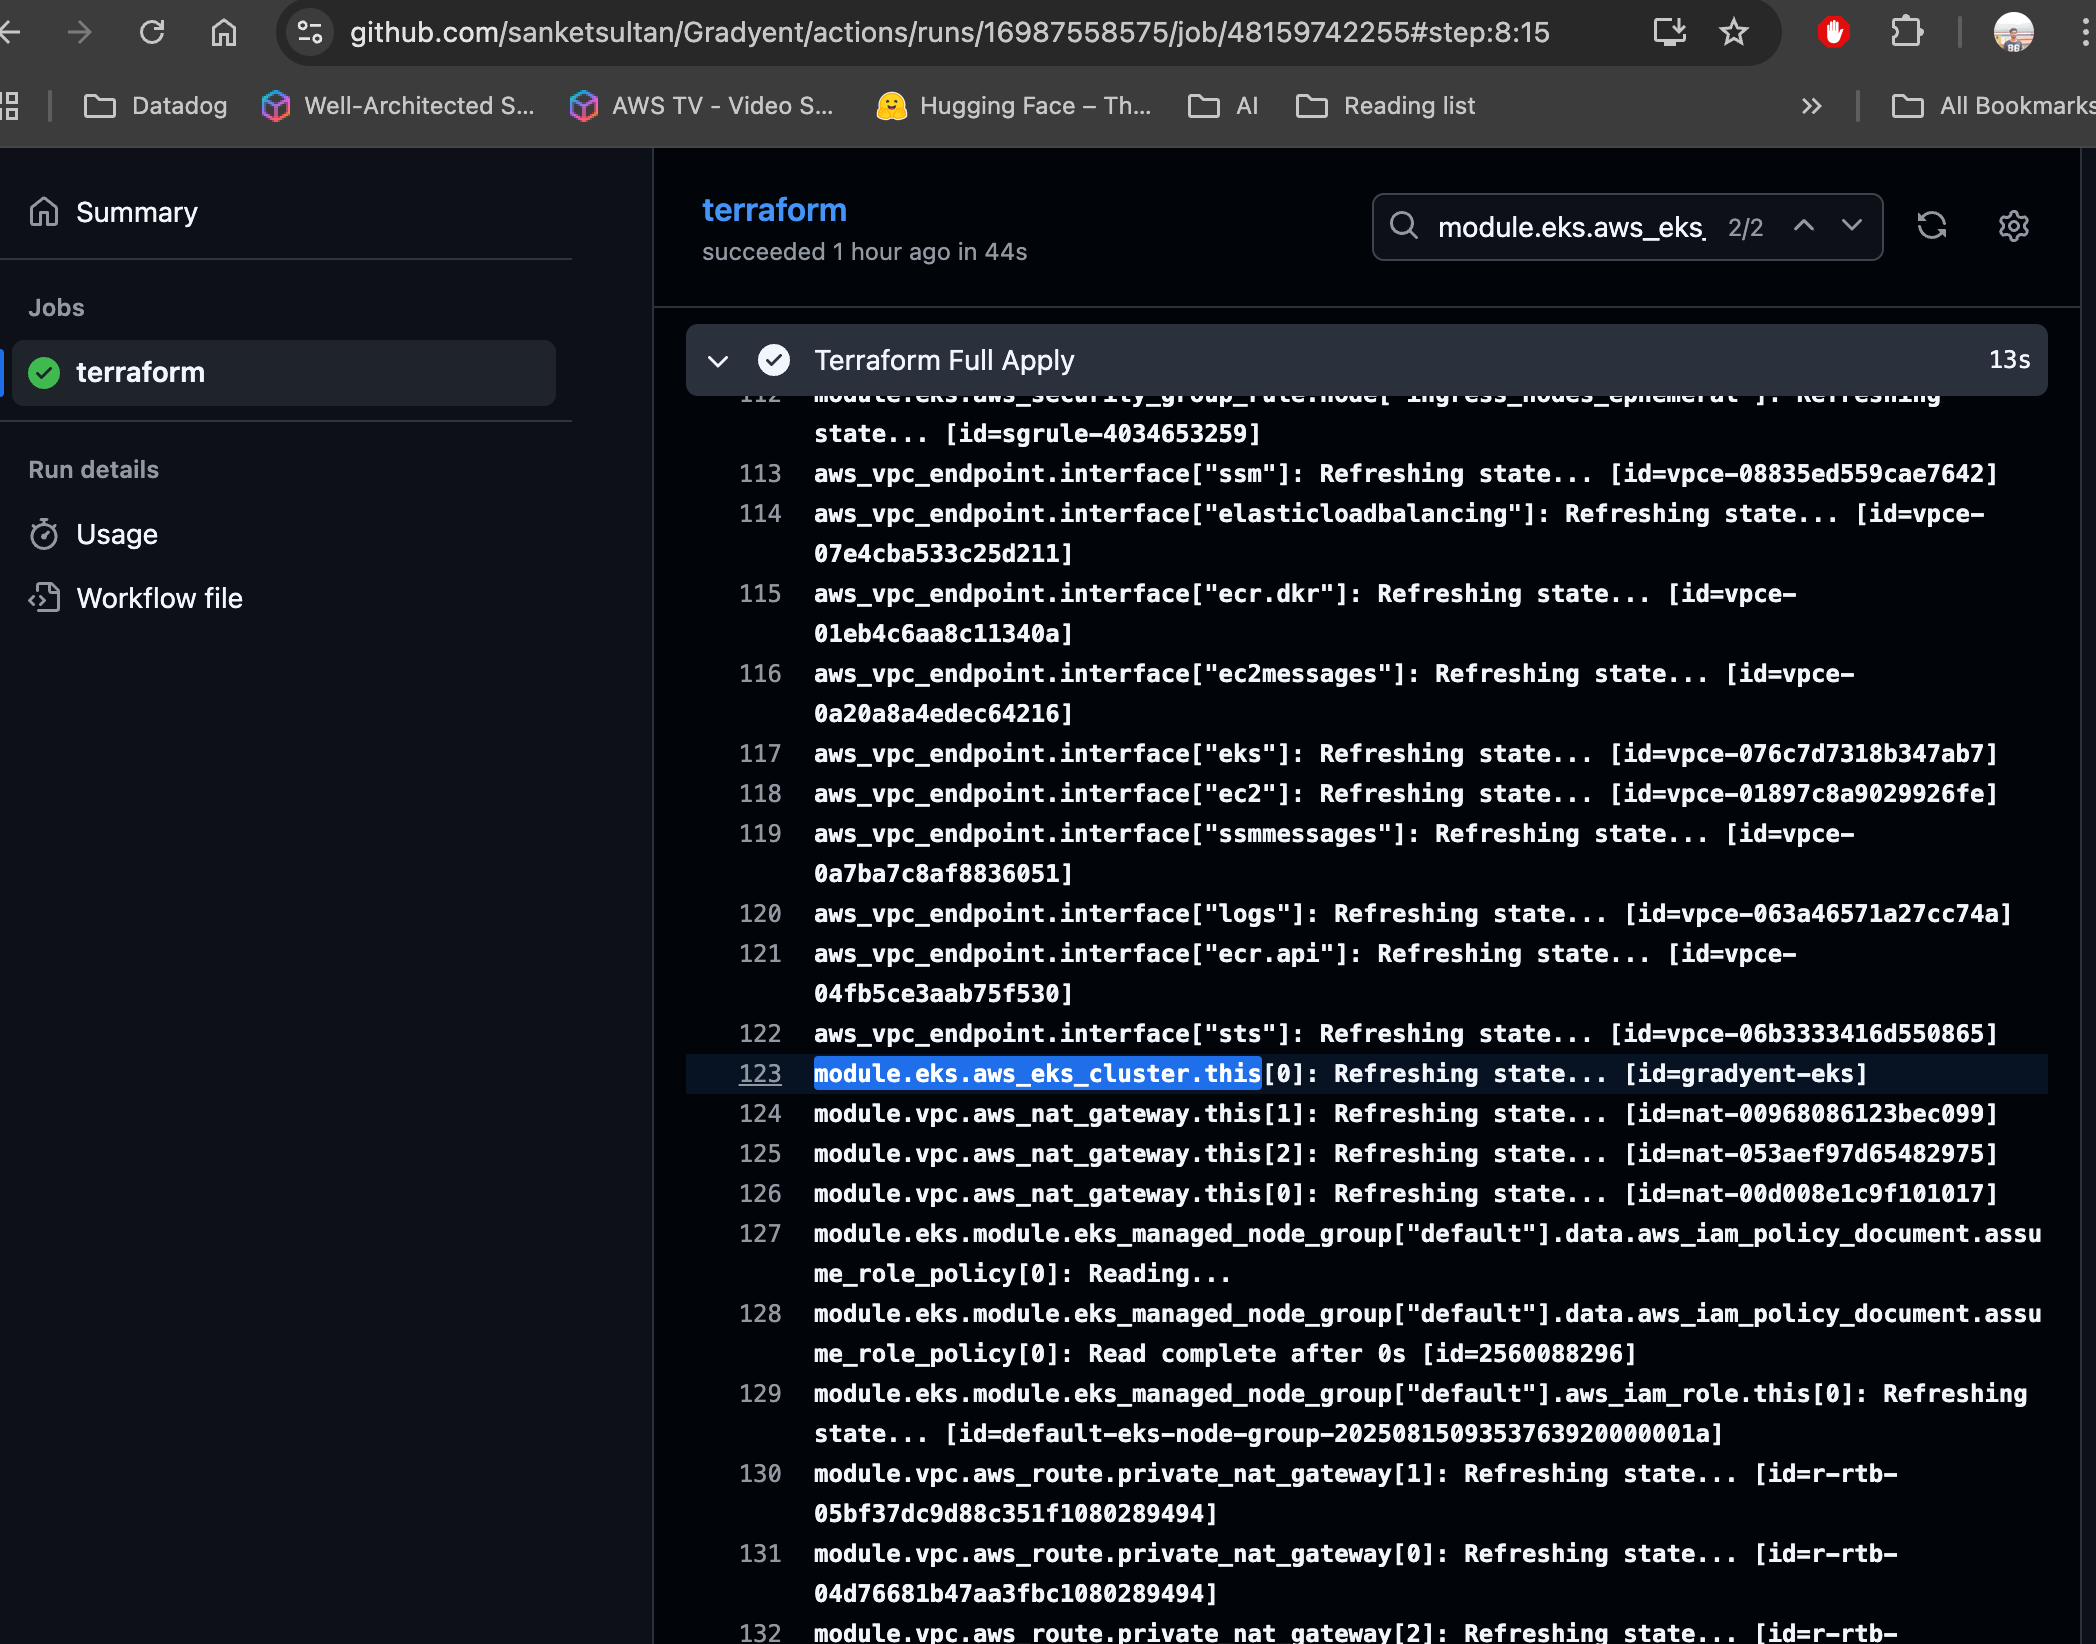 github.com/sanketsultan/Gradyent/actions/runs/16987558575/job/48159742255#step:8:15
Datadog
Well-Architected S...
AWS TV - Video S...
Hugging Face – Th...
AI
Reading list
All Bookmarks
Summary
Jobs
terraform
Run details
Usage
Workflow file
terraform
succeeded 1 hour ago in 44s
module.eks.aws_eks_ 2/2
Terraform Full Apply 13s
112 module.eks.aws_security_group_rule.node["ingress_nodes_ephemeral"]: Refreshing
state... [id=sgrule-4034653259]
113 aws_vpc_endpoint.interface["ssm"]: Refreshing state... [id=vpce-08835ed559cae7642]
114 aws_vpc_endpoint.interface["elasticloadbalancing"]: Refreshing state... [id=vpce-
07e4cba533c25d211]
115 aws_vpc_endpoint.interface["ecr.dkr"]: Refreshing state... [id=vpce-
01eb4c6aa8c11340a]
116 aws_vpc_endpoint.interface["ec2messages"]: Refreshing state... [id=vpce-
0a20a8a4edec64216]
117 aws_vpc_endpoint.interface["eks"]: Refreshing state... [id=vpce-076c7d7318b347ab7]
118 aws_vpc_endpoint.interface["ec2"]: Refreshing state... [id=vpce-01897c8a9029926fe]
119 aws_vpc_endpoint.interface["ssmmessages"]: Refreshing state... [id=vpce-
0a7ba7c8af8836051]
120 aws_vpc_endpoint.interface["logs"]: Refreshing state... [id=vpce-063a46571a27cc74a]
121 aws_vpc_endpoint.interface["ecr.api"]: Refreshing state... [id=vpce-
04fb5ce3aab75f530]
122 aws_vpc_endpoint.interface["sts"]: Refreshing state... [id=vpce-06b3333416d550865]
123 module.eks.aws_eks_cluster.this[0]: Refreshing state... [id=gradyent-eks]
124 module.vpc.aws_nat_gateway.this[1]: Refreshing state... [id=nat-00968086123bec099]
125 module.vpc.aws_nat_gateway.this[2]: Refreshing state... [id=nat-053aef97d65482975]
126 module.vpc.aws_nat_gateway.this[0]: Refreshing state... [id=nat-00d008e1c9f101017]
127 module.eks.module.eks_managed_node_group["default"].data.aws_iam_policy_document.assu
me_role_policy[0]: Reading...
128 module.eks.module.eks_managed_node_group["default"].data.aws_iam_policy_document.assu
me_role_policy[0]: Read complete after 0s [id=2560088296]
129 module.eks.module.eks_managed_node_group["default"].aws_iam_role.this[0]: Refreshing
state... [id=default-eks-node-group-20250815093537639200000001a]
130 module.vpc.aws_route.private_nat_gateway[1]: Refreshing state... [id=r-rtb-
05bf37dc9d88c351f1080289494]
131 module.vpc.aws_route.private_nat_gateway[0]: Refreshing state... [id=r-rtb-
04d76681b47aa3fbc1080289494]
132 module.vpc.aws_route.private_nat_gateway[2]: Refreshing state... [id=r-rtb-